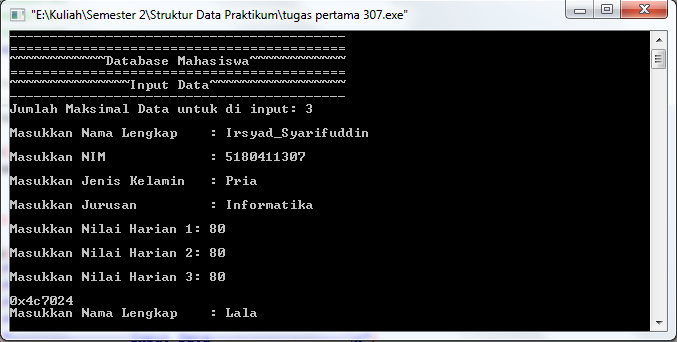 "E:\Kuliah\Semester 2\Struktur Data Praktikum\tugas pertama 307.exe"
------------------------------------------
==========================================
~~~~~~~~~~~~Database Mahasiswa~~~~~~~~~~~~
==========================================
~~~~~~~~~~~~~~~Input Data~~~~~~~~~~~~~~~~~
------------------------------------------
Jumlah Maksimal Data untuk di input: 3
Masukkan Nama Lengkap    : Irsyad_Syarifuddin
Masukkan NIM             : 5180411307
Masukkan Jenis Kelamin   : Pria
Masukkan Jurusan         : Informatika
Masukkan Nilai Harian 1: 80
Masukkan Nilai Harian 2: 80
Masukkan Nilai Harian 3: 80
0x4c7024
Masukkan Nama Lengkap    : Lala